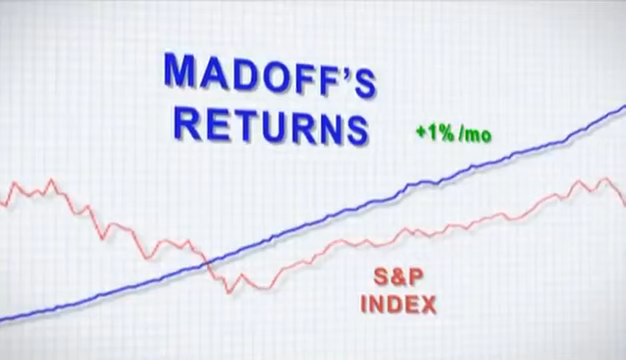 MADOFF'S
RETURNS
+1%/mo
S&P
INDEX